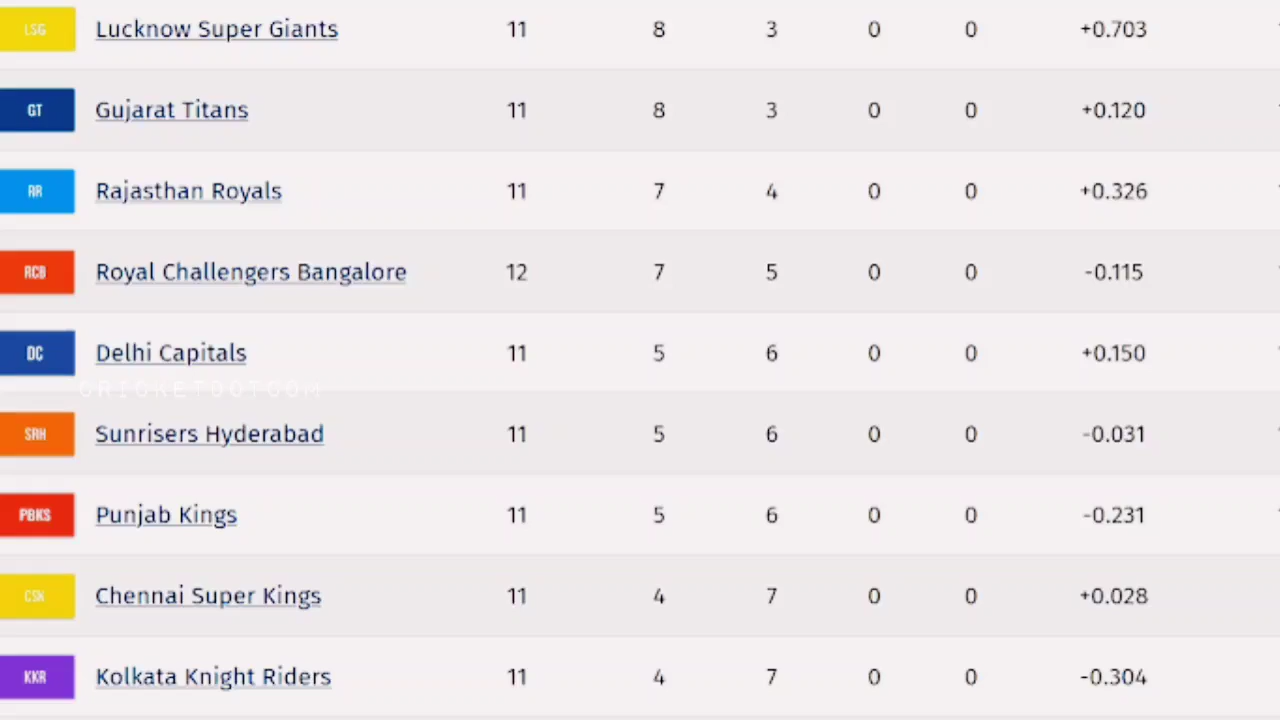 LSG Lucknow Super Giants 11 8 3 0 0 +0.703
GT Gujarat Titans 11 8 3 0 0 +0.120
RR Rajasthan Royals 11 7 4 0 0 +0.326
RCB Royal Challengers Bangalore 12 7 5 0 0 -0.115
DC Delhi Capitals 11 5 6 0 0 +0.150
CRICKETDOTCOM
SRH Sunrisers Hyderabad 11 5 6 0 0 -0.031
PBKS Punjab Kings 11 5 6 0 0 -0.231
CSK Chennai Super Kings 11 4 7 0 0 +0.028
KKR Kolkata Knight Riders 11 4 7 0 0 -0.304